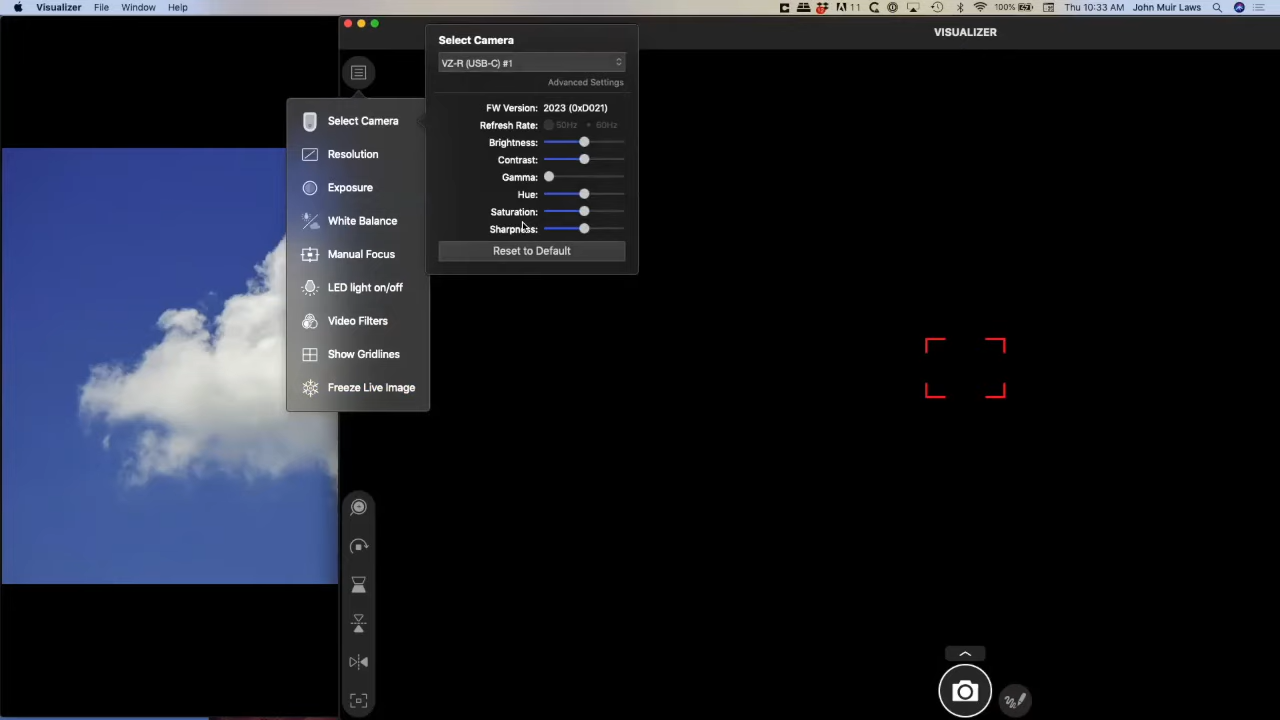 Visualizer File Window Help
11
100%
Thu 10:33 AM John Muir Laws
VISUALIZER
Select Camera
VZ-R (USB-C) #1
Advanced Settings
FW Version: 2023 (0xD021)
Refresh Rate: 50Hz 60Hz
Brightness:
Contrast:
Gamma:
Hue:
Saturation:
Sharpness:
Reset to Default
Select Camera
Resolution
Exposure
White Balance
Manual Focus
LED light on/off
Video Filters
Show Gridlines
Freeze Live Image